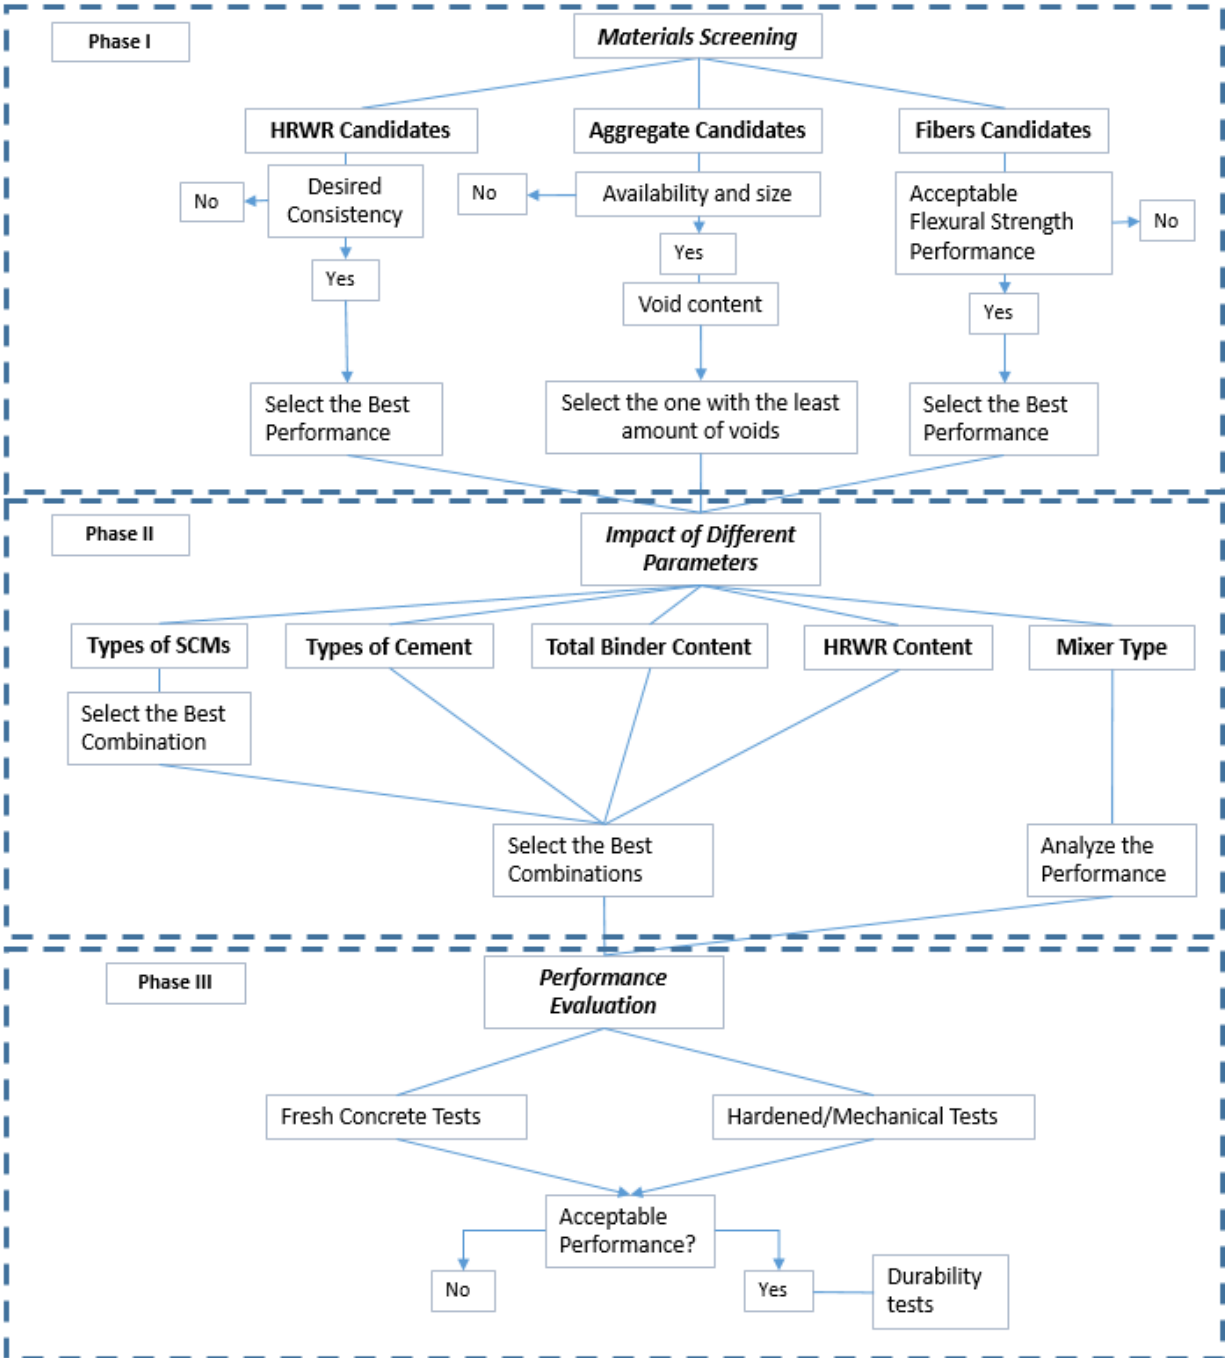 Phase I
Materials Screening
HRWR Candidates
Aggregate Candidates
Fibers Candidates
No
Desired
Consistency
No
Availability and size
Acceptable
Flexural Strength
Performance
No
Yes
Yes
Void content
Yes
Select the Best
Performance
Select the one with the least
amount of voids
Select the Best
Performance
Phase II
Impact of Different
Parameters
Types of SCMs
Types of Cement
Total Binder Content
HRWR Content
Mixer Type
Select the Best
Combination
Select the Best
Combinations
Analyze the
Performance
Phase III
Performance
Evaluation
Fresh Concrete Tests
Hardened/Mechanical Tests
Acceptable
Performance?
No
Yes
Durability
tests